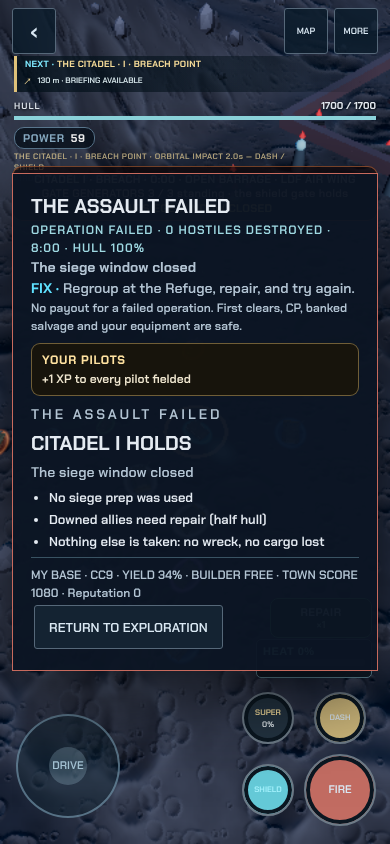 ‹
MAP
MORE
NEXT · THE CITADEL · I · BREACH POINT
↗ 130 m · BRIEFING AVAILABLE
HULL
1700 / 1700
POWER 59
THE CITADEL · I · BREACH POINT · ORBITAL IMPACT 2.0s — DASH /
SHIELD
THE ASSAULT FAILED
OPERATION FAILED · 0 HOSTILES DESTROYED ·
8:00 · HULL 100%
The siege window closed
FIX · Regroup at the Refuge, repair, and try again.
No payout for a failed operation. First clears, CP, banked
salvage and your equipment are safe.
YOUR PILOTS
+1 XP to every pilot fielded
THE ASSAULT FAILED
CITADEL I HOLDS
The siege window closed
• No siege prep was used
• Downed allies need repair (half hull)
• Nothing else is taken: no wreck, no cargo lost
MY BASE · CC9 · YIELD 34% · BUILDER FREE · TOWN SCORE
1080 · Reputation 0
REPAIR
RETURN TO EXPLORATION
SUPER
0%
DASH
DRIVE
SHIELD
FIRE